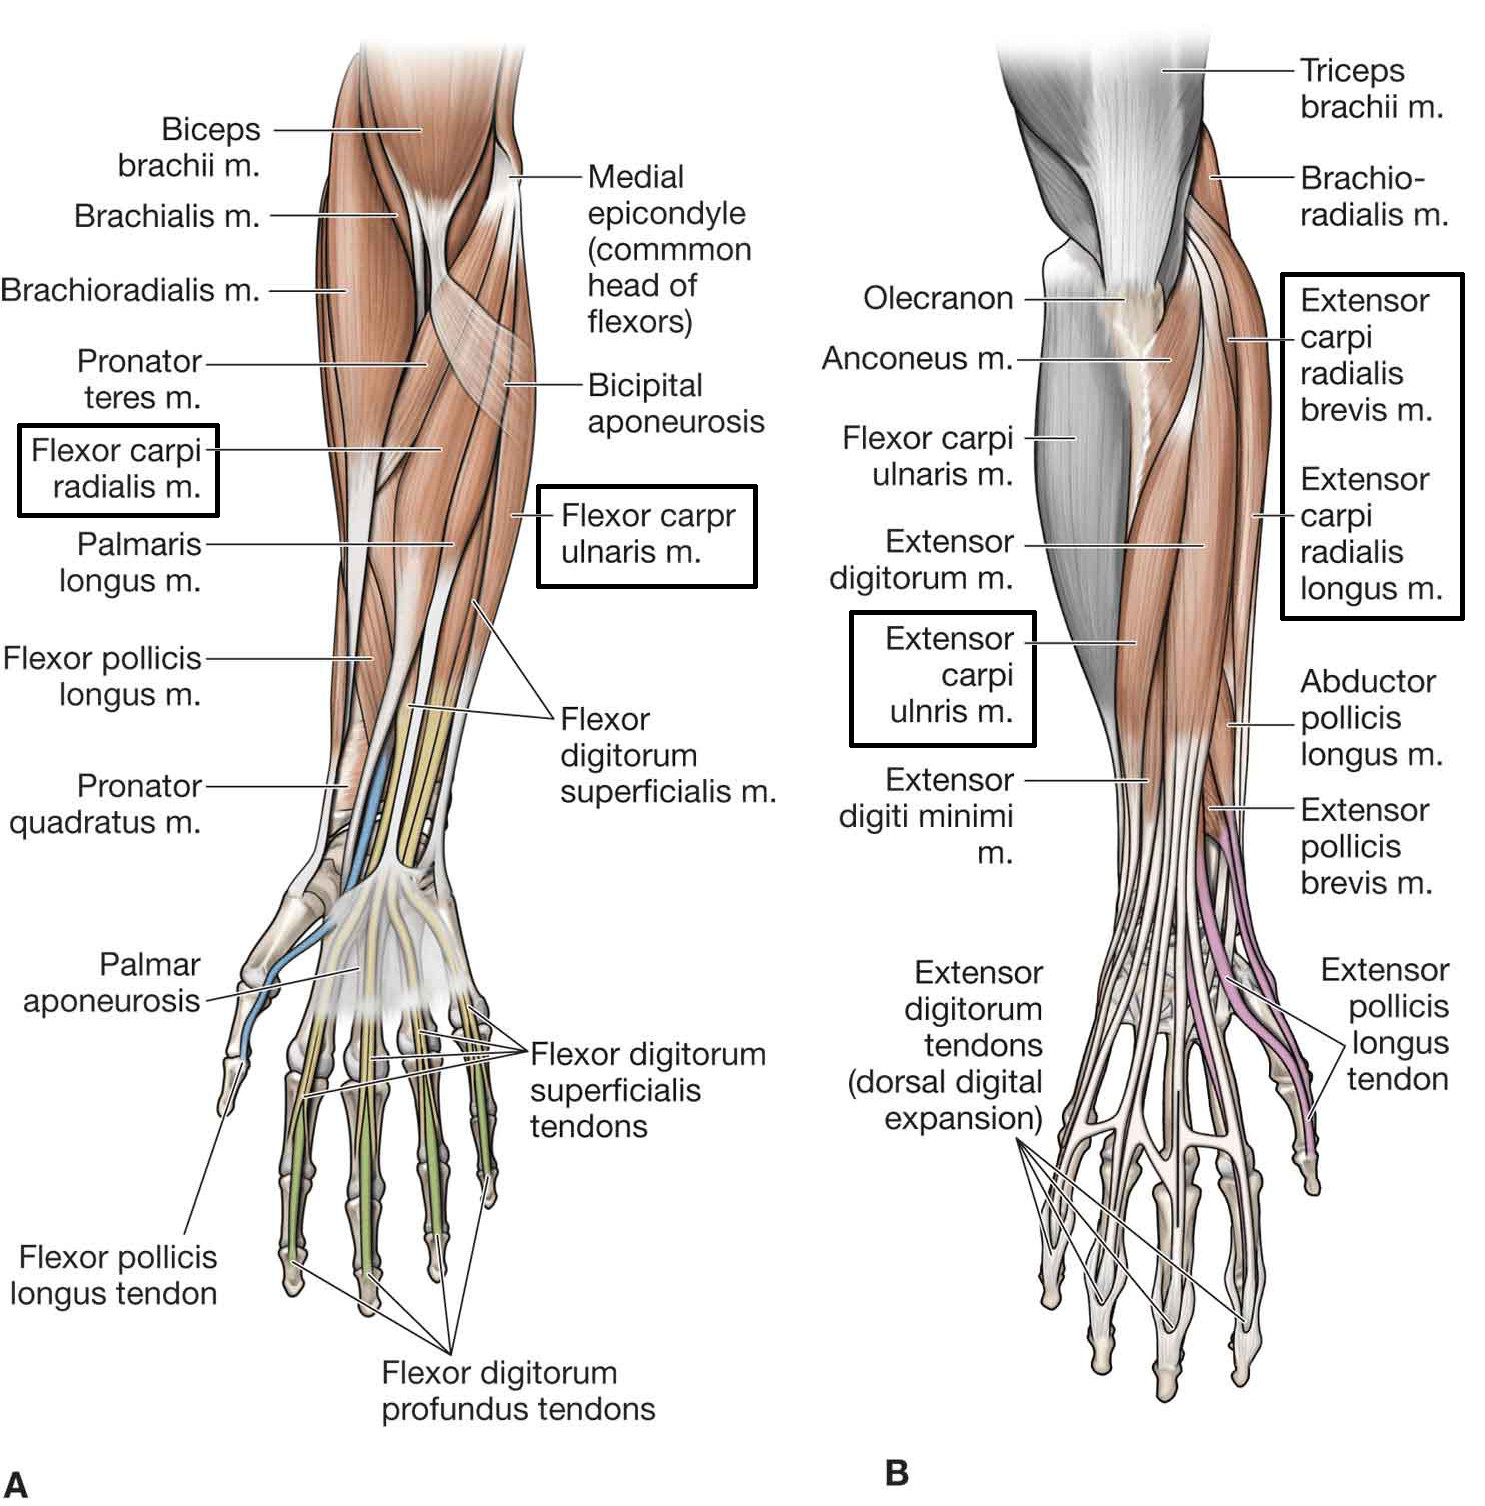 Biceps
brachii m.
Brachialis m.
Brachioradialis m.
Pronator
teres m.
Flexor carpi
radialis m.
Palmaris
longus m.
Flexor pollicis
longus m.
Pronator
quadratus m.
Palmar
aponeurosis
Flexor pollicis
longus tendon
Medial
epicondyle
(commmon
head of
flexors)
Bicipital
aponeurosis
Flexor carpr
ulnaris m.
Flexor
digitorum
superficialis m.
Flexor digitorum
superficialis
tendons
Flexor digitorum
profundus tendons
A
Olecranon
Anconeus m.
Flexor carpi
ulnaris m.
Extensor
digitorum m.
Extensor
carpi
ulnris m.
Extensor
digiti minimi
m.
Extensor
digitorum
tendons
(dorsal digital
expansion)
Triceps
brachii m.
Brachio-
radialis m.
Extensor
carpi
radialis
brevis m.
Extensor
carpi
radialis
longus m.
Abductor
pollicis
longus m.
Extensor
pollicis
brevis m.
Extensor
pollicis
longus
tendon
B